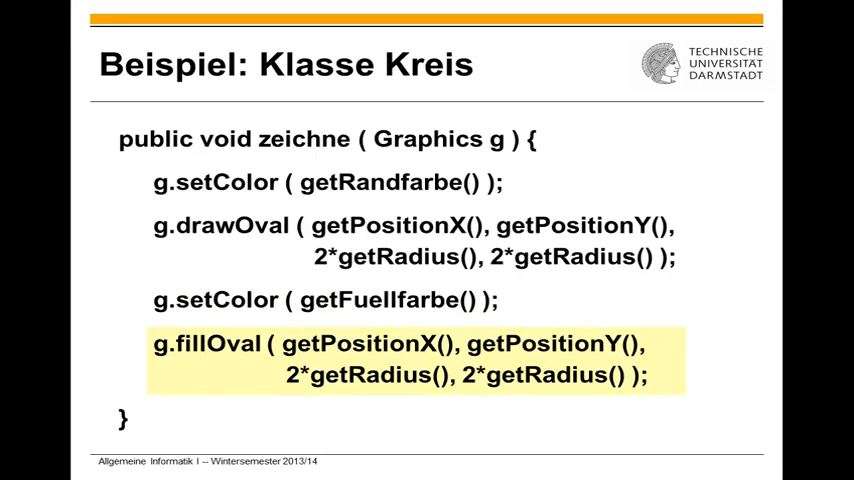 Beispiel: Klasse Kreis
TECHNISCHE
UNIVERSITÄT
DARMSTADT
public void zeichne ( Graphics g ) {
g.setColor ( getRandfarbe() );
g.drawOval ( getPositionX(), getPositionY(),
2*getRadius(), 2*getRadius() );
g.setColor ( getFuellfarbe() );
g.fillOval ( getPositionX(), getPositionY(),
2*getRadius(), 2*getRadius() );
}
Allgemeine Informatik I -- Wintersemester 2013/14